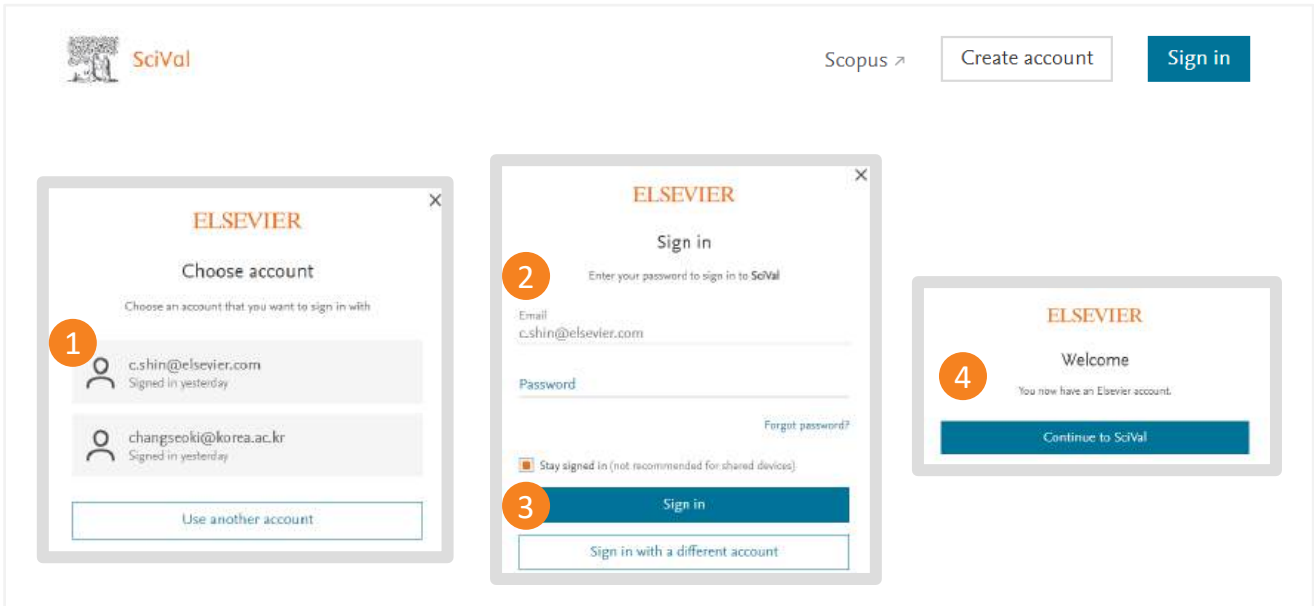 SciVal
Scopus ↗
Create account
Sign in
ELSEVIER
Choose account
Choose an account that you want to sign in with
1
c.shin@elsevier.com
Signed in yesterday
changseoki@korea.ac.kr
Signed in yesterday
Use another account
ELSEVIER
Sign in
2
Enter your password to sign in to SciVal
Email
c.shin@elsevier.com
Password
Forgot password?
Stay signed in (not recommended for shared devices)
3
Sign in
Sign in with a different account
ELSEVIER
Welcome
4
You now have an Elsevier account.
Continue to SciVal